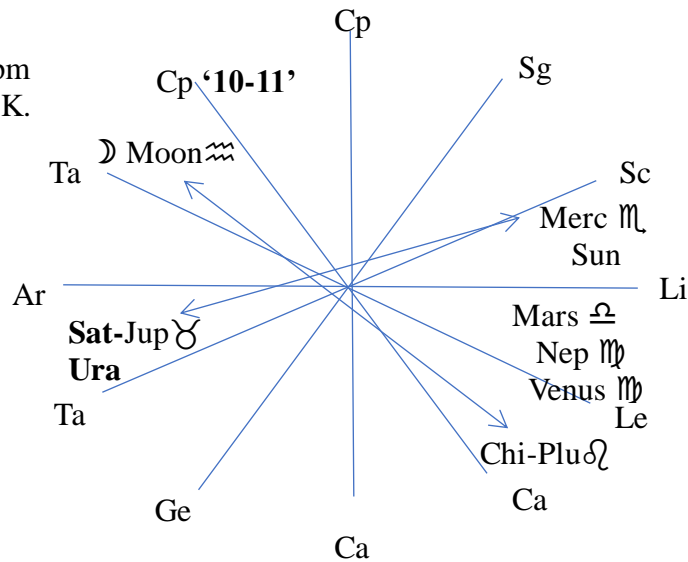 Cp
pm
K.
Cp ‘10-11’
Sg
☽ Moon♒
Ta
Sc
Merc ♏
Sun
Ar
Li
Sat-Jup♉
Ura
Mars ♎
Nep ♍
Venus ♍
Ta
Le
Chi-Plu♌
Ca
Ge
Ca